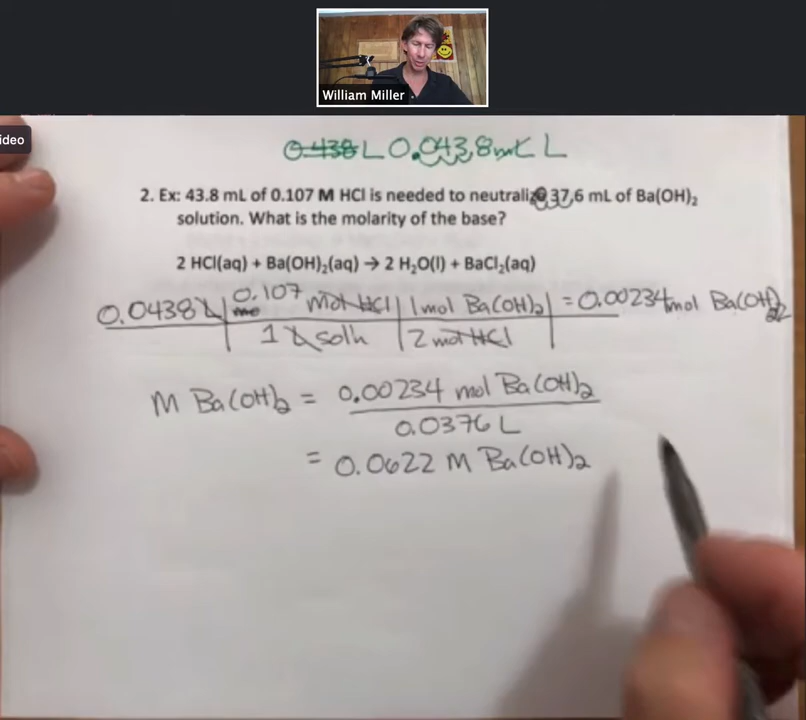 William Miller
ideo
0.438 L 0.043.8mL L
2. Ex: 43.8 mL of 0.107 M HCl is needed to neutralize 37.6 mL of Ba(OH)₂
solution. What is the molarity of the base?
2 HCl(aq) + Ba(OH)₂(aq) → 2 H₂O(l) + BaCl₂(aq)
0.0438 L | 0.107 mol HCl | 1 mol Ba(OH)₂ | = 0.00234 mol Ba(OH)₂
1 L soln | 2 mol HCl
M Ba(OH)₂ = 0.00234 mol Ba(OH)₂
0.0376 L
= 0.0622 M Ba(OH)₂